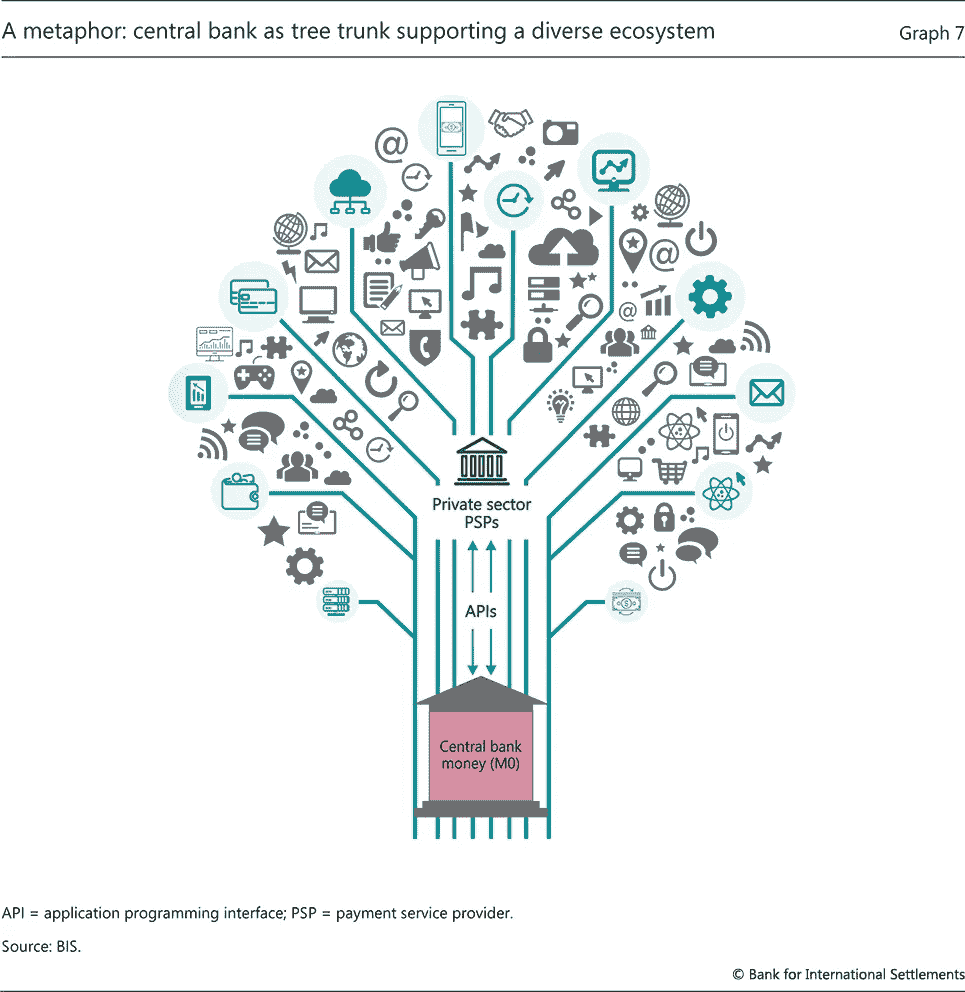 A metaphor: central bank as tree trunk supporting a diverse ecosystem
Graph 7
Private sector
PSPs
APIs
Central bank
money (M0)
API = application programming interface; PSP = payment service provider.
Source: BIS.
© Bank for International Settlements